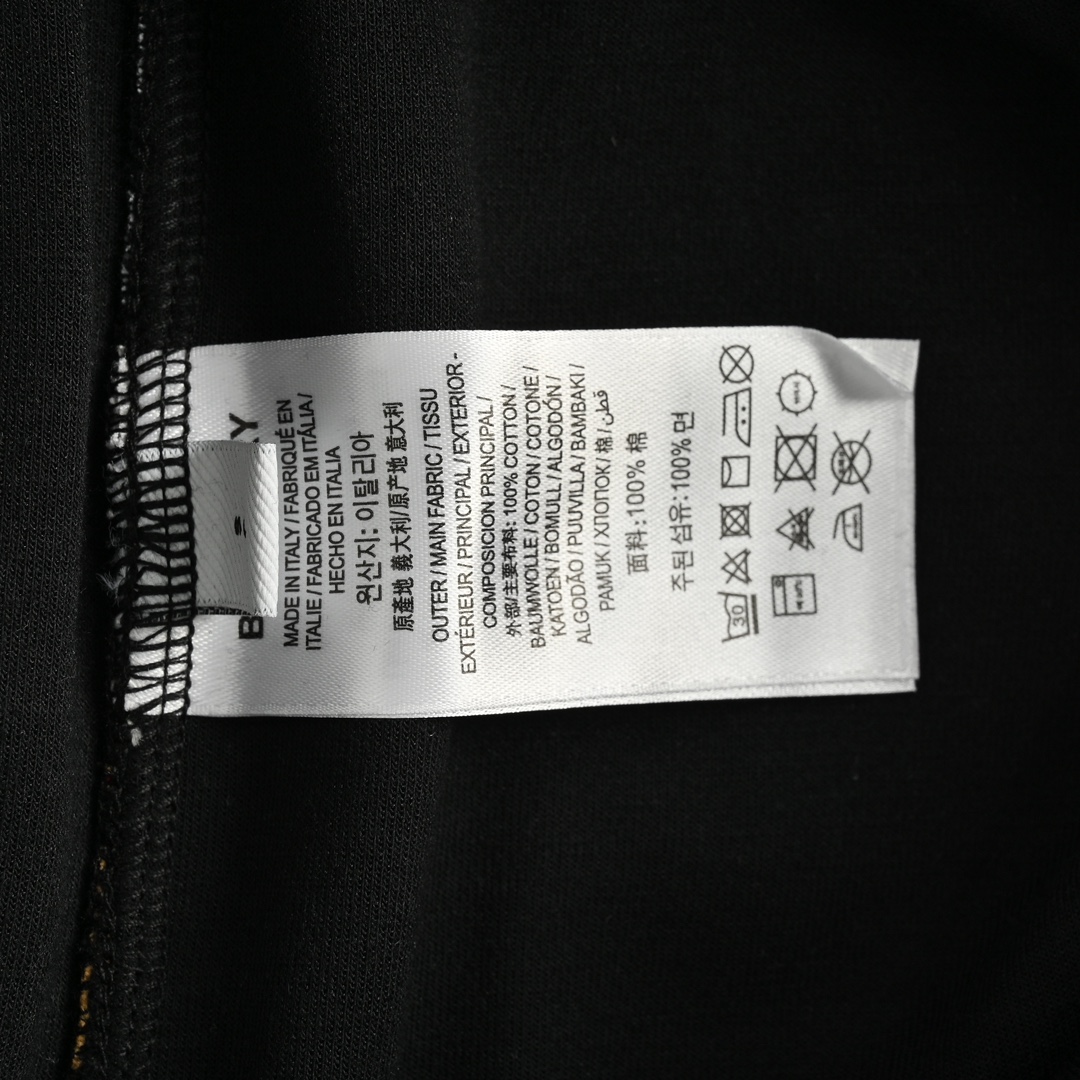 MADE IN ITALY / FABRIQUÉ EN
ITALIE / FABRICADO EM ITÁLIA /
HECHO EN ITALIA
원산지: 이탈리아
原產地 義大利/原产地 意大利
OUTER / MAIN FABRIC / TISSU
EXTÉRIEUR / PRINCIPAL / EXTERIOR -
COMPOSICION PRINCIPAL /
外部/主要布料: 100% COTTON /
BAUMWOLLE / COTON / COTONE /
KATOEN / BOMULL / ALGODÓN /
ALGODÃO / PUUVILLA / BAMBAKI /
PAMUK / ХЛОПОК / 棉 / قطن
面料:100% 棉
주된 섬유:100% 면
30
S